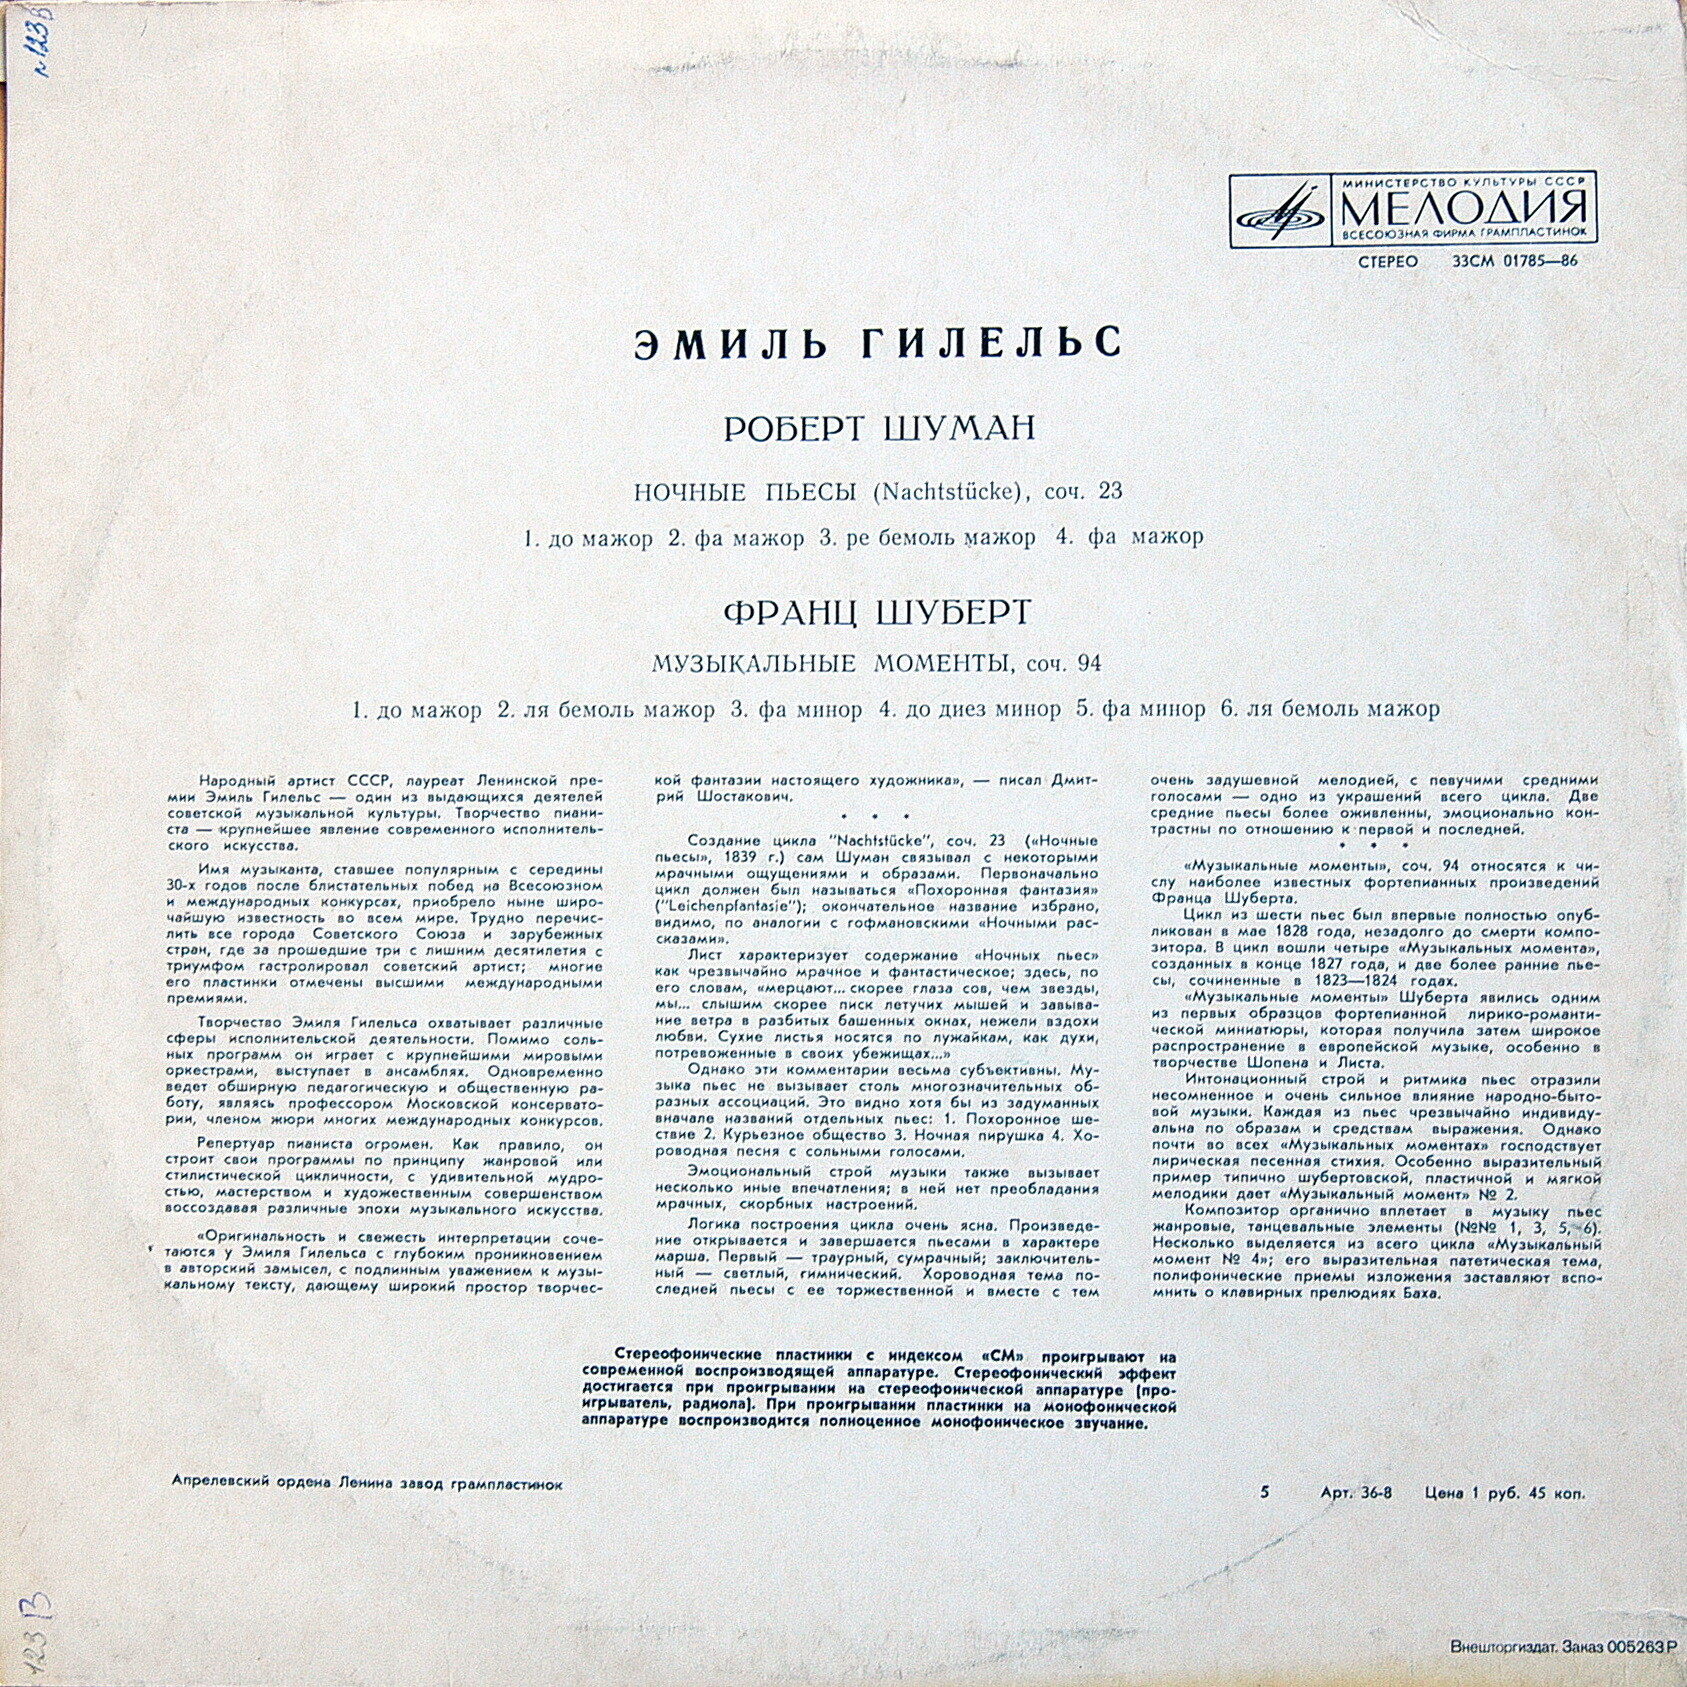 №123В
МИНИСТЕРСТВО КУЛЬТУРЫ СССР
МЕЛОДИЯ
ВСЕСОЮЗНАЯ ФИРМА ГРАМПЛАСТИНОК
СТЕРЕО 33СМ 01785—86
ЭМИЛЬ ГИЛЕЛЬС
РОБЕРТ ШУМАН
НОЧНЫЕ ПЬЕСЫ (Nachtstücke), соч. 23
1. до мажор 2. фа мажор 3. ре бемоль мажор 4. фа мажор
ФРАНЦ ШУБЕРТ
МУЗЫКАЛЬНЫЕ МОМЕНТЫ, соч. 94
1. до мажор 2. ля бемоль мажор 3. фа минор 4. до диез минор 5. фа минор 6. ля бемоль мажор
Народный артист СССР, лауреат Ленинской пре-
мии Эмиль Гилельс — один из выдающихся деятелей
советской музыкальной культуры. Творчество пиани-
ста — крупнейшее явление современного исполнитель-
ского искусства.
Имя музыканта, ставшее популярным с середины
30-х годов после блистательных побед на Всесоюзном
и международных конкурсах, приобрело ныне широ-
чайшую известность во всем мире. Трудно перечис-
лить все города Советского Союза и зарубежных
стран, где за прошедшие три с лишним десятилетия с
триумфом гастролировал советский артист; многие
его пластинки отмечены высшими международными
премиями.
Творчество Эмиля Гилельса охватывает различные
сферы исполнительской деятельности. Помимо соль-
ных программ он играет с крупнейшими мировыми
оркестрами, выступает в ансамблях. Одновременно
ведет обширную педагогическую и общественную ра-
боту, являясь профессором Московской консервато-
рии, членом жюри многих международных конкурсов.
Репертуар пианиста огромен. Как правило, он
строит свои программы по принципу жанровой или
стилистической цикличности, с удивительной мудро-
стью, мастерством и художественным совершенством
воссоздавая различные эпохи музыкального искусства.
«Оригинальность и свежесть интерпретации соче-
таются у Эмиля Гилельса с глубоким проникновением
в авторский замысел, с подлинным уважением к музы-
кальному тексту, дающему широкий простор творчес-
кой фантазии настоящего художника», — писал Дмит-
рий Шостакович.
* * *
Создание цикла "Nachtstücke", соч. 23 («Ночные
пьесы», 1839 г.) сам Шуман связывал с некоторыми
мрачными ощущениями и образами. Первоначально
цикл должен был называться «Похоронная фантазия»
("Leichenpfantasie"); окончательное название избрано,
видимо, по аналогии с гофмановскими «Ночными рас-
сказами».
Лист характеризует содержание «Ночных пьес»
как чрезвычайно мрачное и фантастическое; здесь, по
его словам, «мерцают... скорее глаза сов, чем звезды,
мы... слышим скорее писк летучих мышей и завыва-
ние ветра в разбитых башенных окнах, нежели вздохи
любви. Сухие листья носятся по лужайкам, как духи,
потревоженные в своих убежищах...»
Однако эти комментарии весьма субъективны. Му-
зыка пьес не вызывает столь многозначительных об-
разных ассоциаций. Это видно хотя бы из задуманных
вначале названий отдельных пьес: 1. Похоронное ше-
ствие 2. Курьезное общество 3. Ночная пирушка 4. Хо-
роводная песня с сольными голосами.
Эмоциональный строй музыки также вызывает
несколько иные впечатления; в ней нет преобладания
мрачных, скорбных настроений.
Логика построения цикла очень ясна. Произведе-
ние открывается и завершается пьесами в характере
марша. Первый — траурный, сумрачный; заключитель-
ный — светлый, гимнический. Хороводная тема по-
следней пьесы с ее торжественной и вместе с тем
очень задушевной мелодией, с певучими средними
голосами — одно из украшений всего цикла. Две
средние пьесы более оживленны, эмоционально кон-
трастны по отношению к первой и последней.
* * *
«Музыкальные моменты», соч. 94 относятся к чи-
слу наиболее известных фортепианных произведений
Франца Шуберта.
Цикл из шести пьес был впервые полностью опуб-
ликован в мае 1828 года, незадолго до смерти компо-
зитора. В цикл вошли четыре «Музыкальных момента»,
созданных в конце 1827 года, и две более ранние пье-
сы, сочиненные в 1823—1824 годах.
«Музыкальные моменты» Шуберта явились одним
из первых образцов фортепианной лирико-романти-
ческой миниатюры, которая получила затем широкое
распространение в европейской музыке, особенно в
творчестве Шопена и Листа.
Интонационный строй и ритмика пьес отразили
несомненное и очень сильное влияние народно-быто-
вой музыки. Каждая из пьес чрезвычайно индивиду-
альна по образам и средствам выражения. Однако
почти во всех «Музыкальных моментах» господствует
лирическая песенная стихия. Особенно выразительный
пример типично шубертовской, пластичной и мягкой
мелодики дает «Музыкальный момент» № 2.
Композитор органично вплетает в музыку пьес
жанровые, танцевальные элементы (№№ 1, 3, 5, 6).
Несколько выделяется из всего цикла «Музыкальный
момент № 4»; его выразительная патетическая тема,
полифонические приемы изложения заставляют вспо-
мнить о клавирных прелюдиях Баха.
Стереофонические пластинки с индексом «СМ» проигрывают на
современной воспроизводящей аппаратуре. Стереофонический эффект
достигается при проигрывании на стереофонической аппаратуре (про-
игрыватель, радиола). При проигрывании пластинки на монофонической
аппаратуре воспроизводится полноценное монофоническое звучание.
Апрелевский ордена Ленина завод грампластинок
5 Арт. 36-8 Цена 1 руб. 45 коп.
123 В
Внешторгиздат. Заказ 005263Р